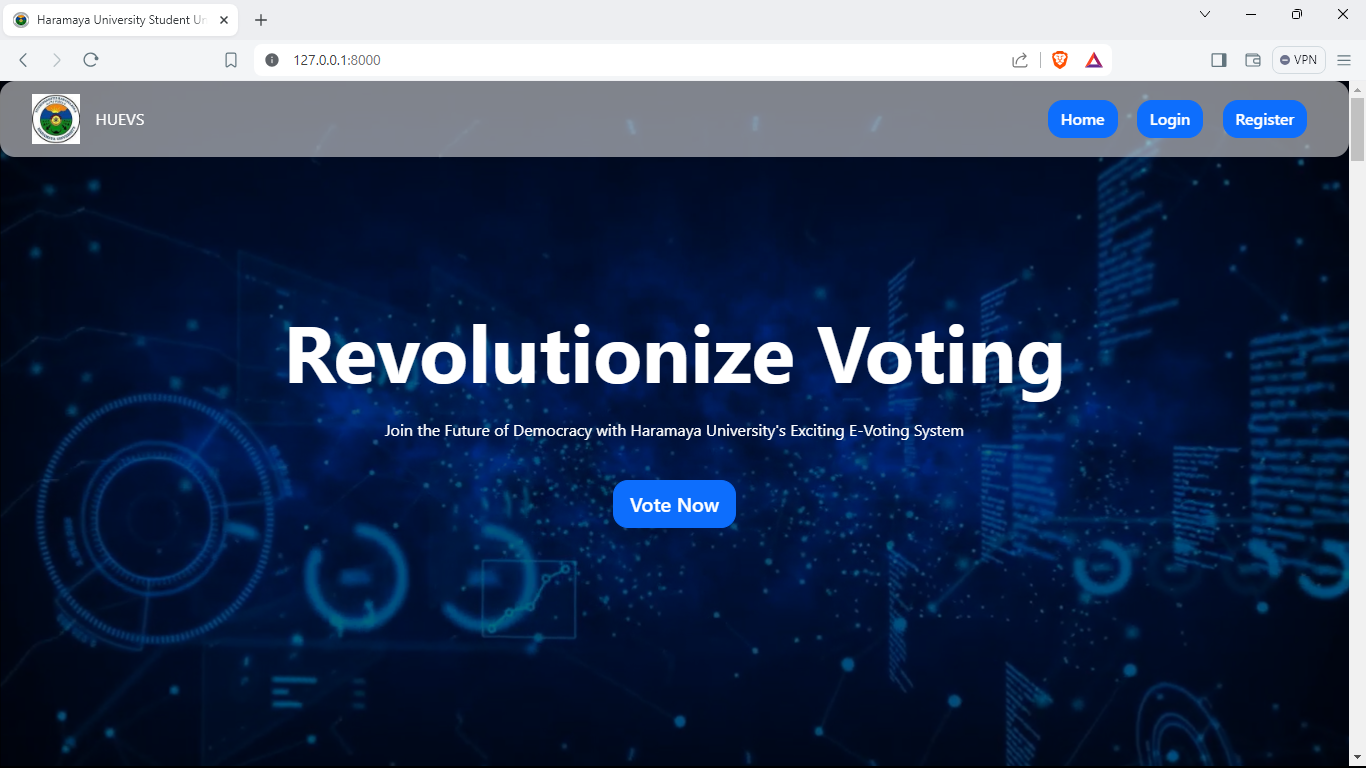 Haramaya University Student Un
127.0.0.1:8000
VPN
HUEVS
Home
Login
Register
Revolutionize Voting
Join the Future of Democracy with Haramaya University's Exciting E-Voting System
Vote Now